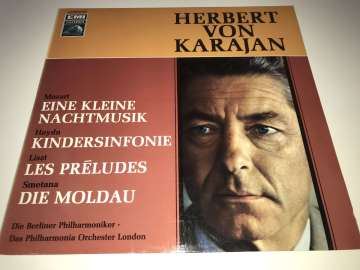 EMI
HERBERT
VON
KARAJAN
Mozart
EINE KLEINE
NACHTMUSIK
Haydn
KINDERSINFONIE
Liszt
LES PRÉLUDES
Smetana
DIE MOLDAU
Die Berliner Philharmoniker ·
Das Philharmonia Orchester London